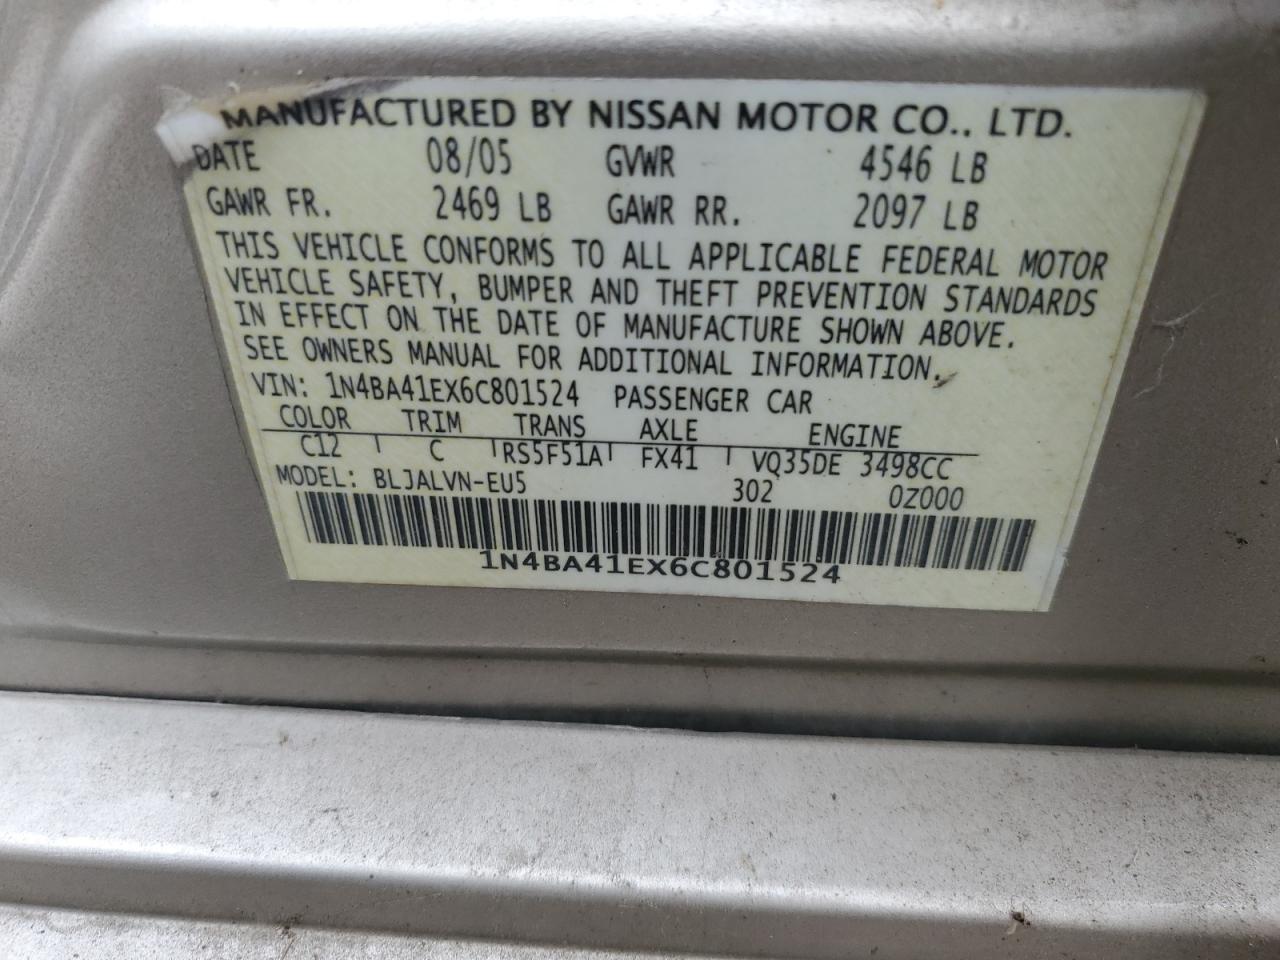 MANUFACTURED BY NISSAN MOTOR CO., LTD.
DATE 08/05 GVWR 4546 LB
GAWR FR. 2469 LB GAWR RR. 2097 LB
THIS VEHICLE CONFORMS TO ALL APPLICABLE FEDERAL MOTOR
VEHICLE SAFETY, BUMPER AND THEFT PREVENTION STANDARDS
IN EFFECT ON THE DATE OF MANUFACTURE SHOWN ABOVE.
SEE OWNERS MANUAL FOR ADDITIONAL INFORMATION.
VIN: 1N4BA41EX6C801524 PASSENGER CAR
COLOR TRIM TRANS AXLE ENGINE
C12 C RS5F51A FX41 VQ35DE 3498CC
MODEL: BLJALVN-EU5 302 0Z000
1N4BA41EX6C801524